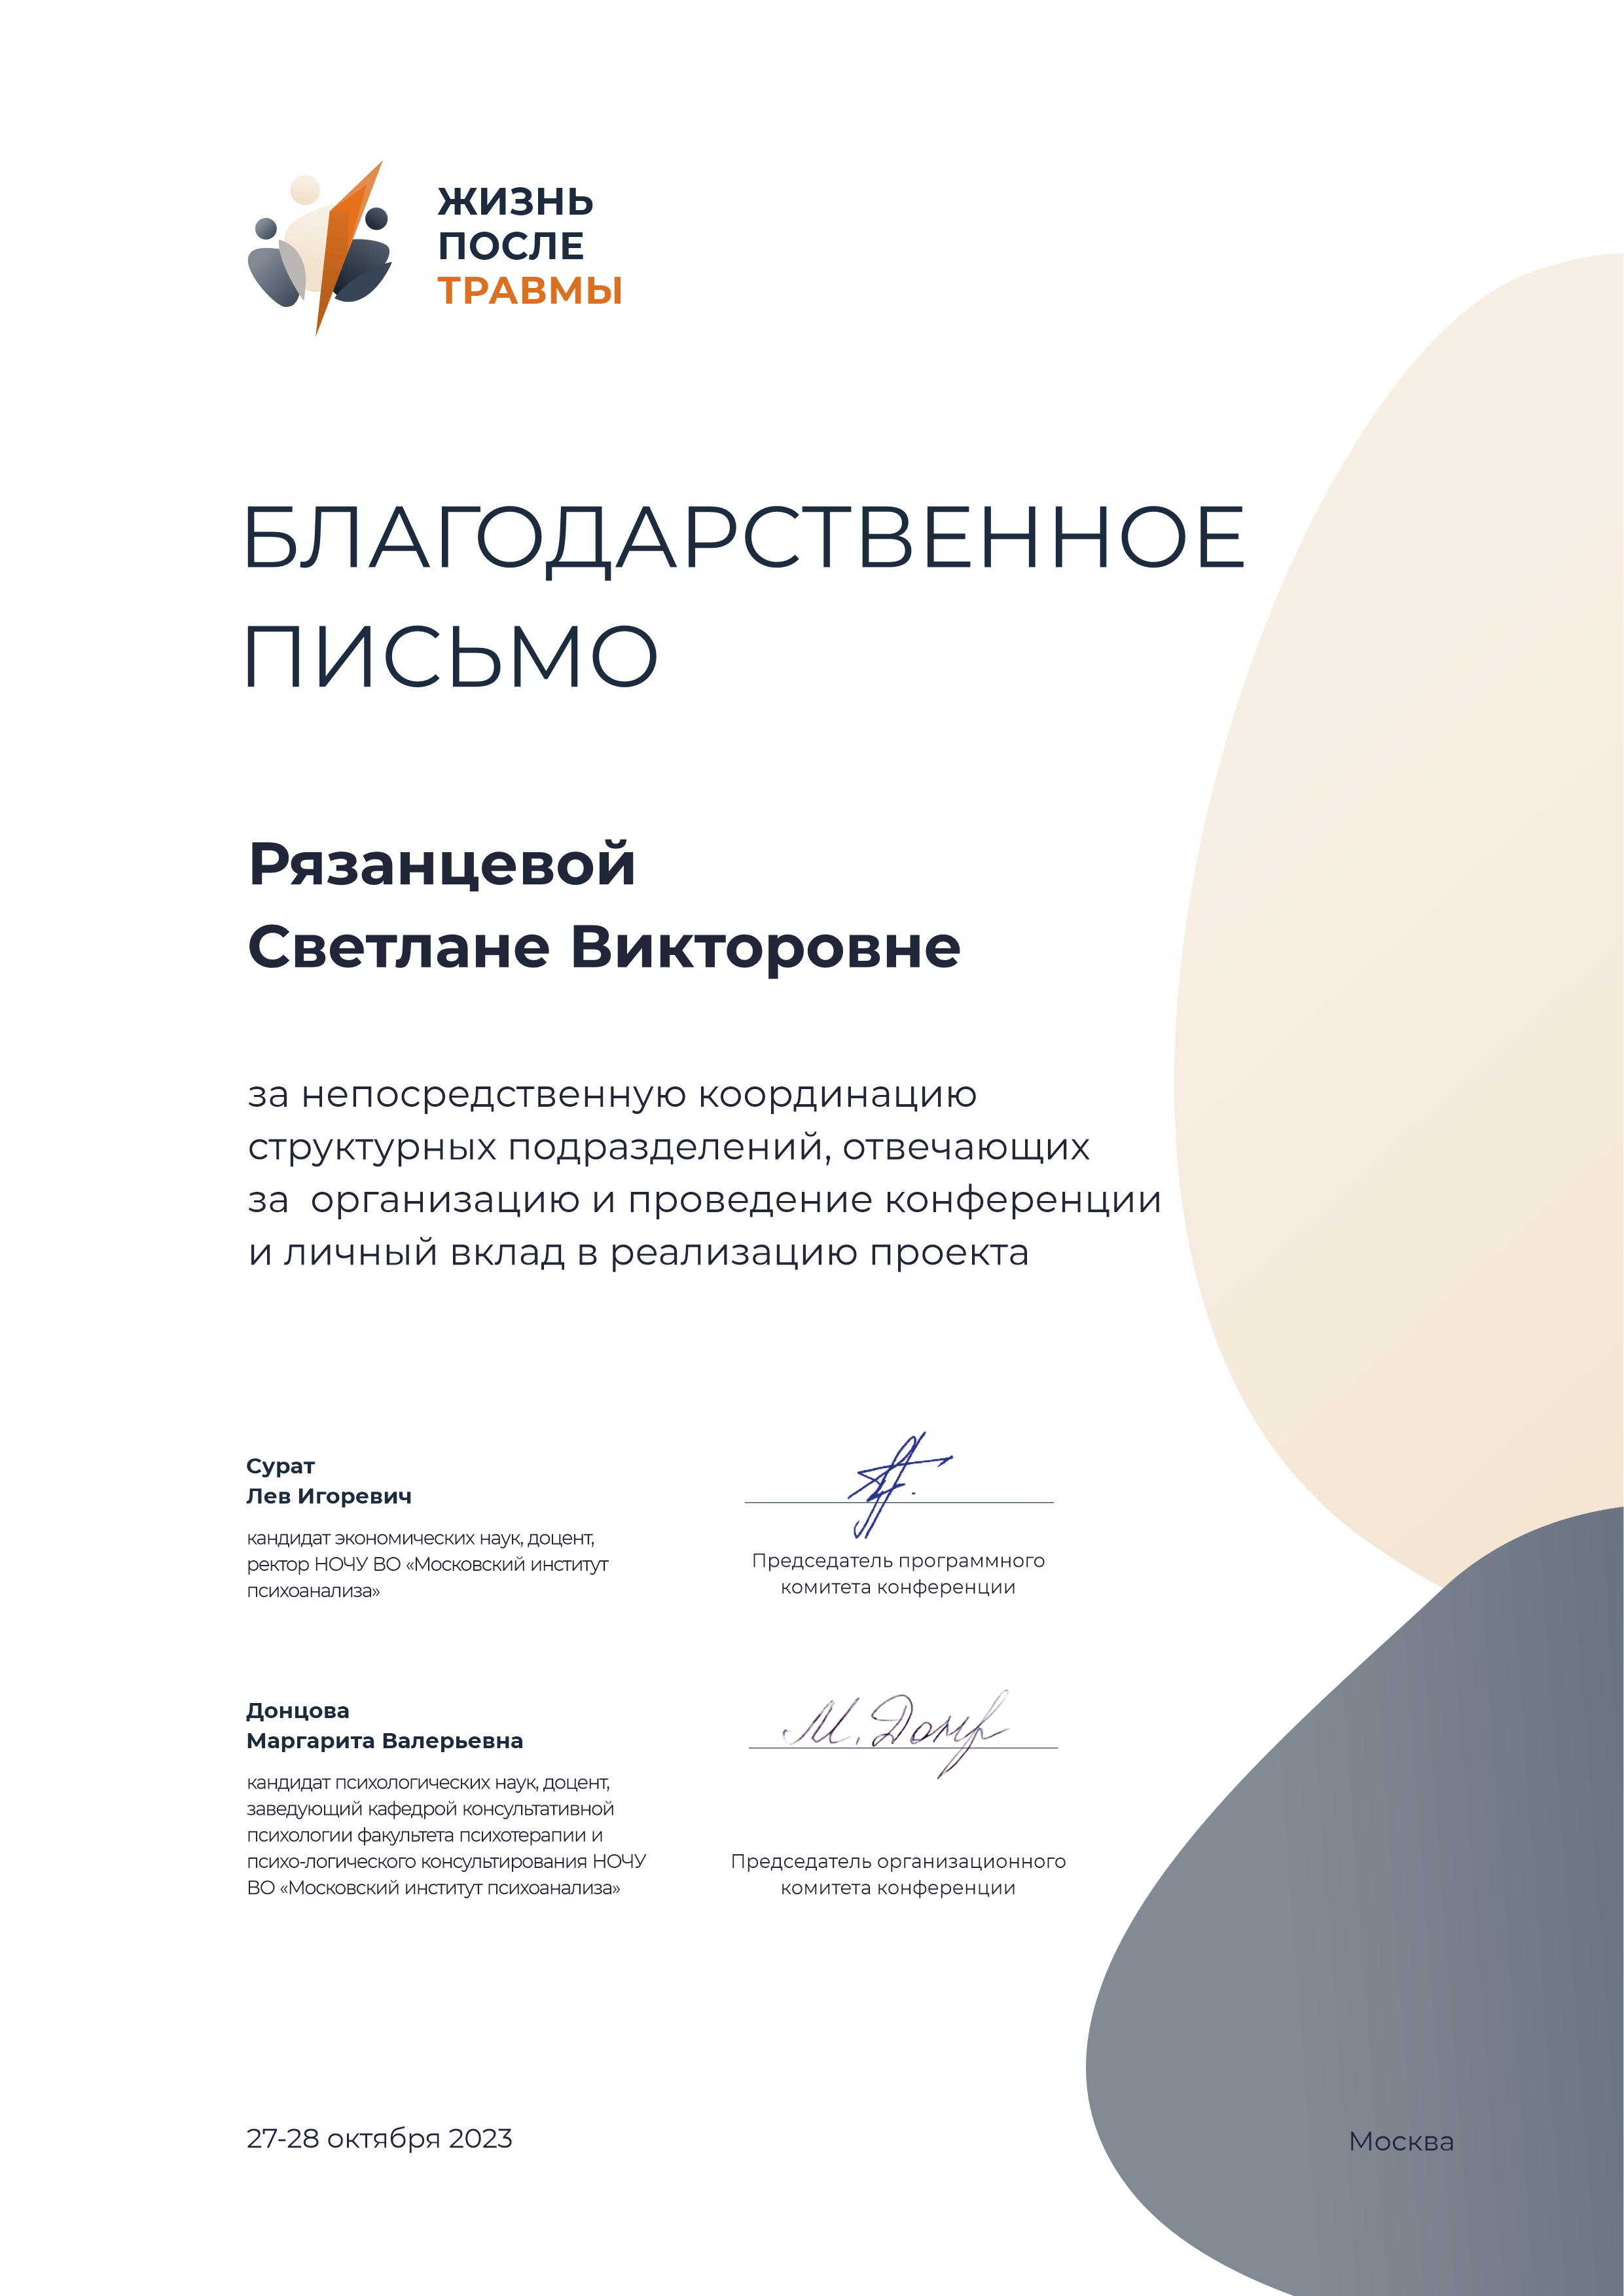 ЖИЗНЬ
ПОСЛЕ
ТРАВМЫ
БЛАГОДАРСТВЕННОЕ
ПИСЬМО
Рязанцевой
Светлане Викторовне
за непосредственную координацию
структурных подразделений, отвечающих
за  организацию и проведение конференции
и личный вклад в реализацию проекта
Сурат
Лев Игоревич
кандидат экономических наук, доцент,
ректор НОЧУ ВО «Московский институт
психоанализа»
Председатель программного
комитета конференции
Донцова
Маргарита Валерьевна
кандидат психологических наук, доцент,
заведующий кафедрой консультативной
психологии факультета психотерапии и
психо-логического консультирования НОЧУ
ВО «Московский институт психоанализа»
Председатель организационного
комитета конференции
27-28 октября 2023
Москва